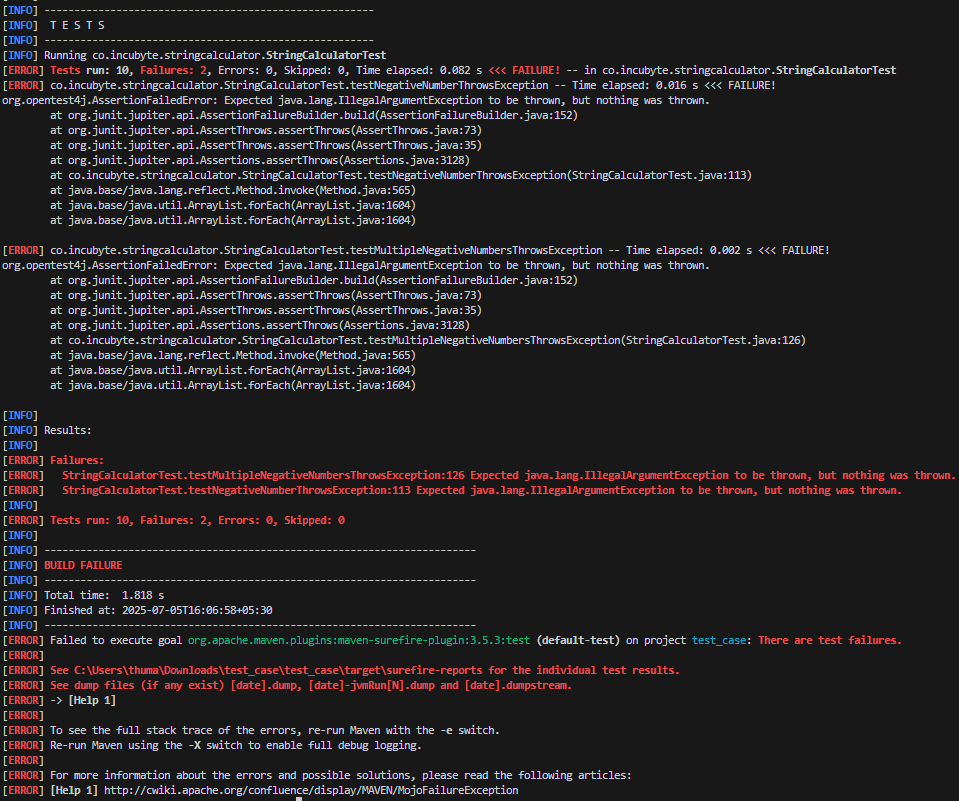 [INFO] -------------------------------------------------------
[INFO]  T E S T S
[INFO] -------------------------------------------------------
[INFO] Running co.incubyte.stringcalculator.StringCalculatorTest
[ERROR] Tests run: 10, Failures: 2, Errors: 0, Skipped: 0, Time elapsed: 0.082 s <<< FAILURE! -- in co.incubyte.stringcalculator.StringCalculatorTest
[ERROR] co.incubyte.stringcalculator.StringCalculatorTest.testNegativeNumberThrowsException -- Time elapsed: 0.016 s <<< FAILURE!
org.opentest4j.AssertionFailedError: Expected java.lang.IllegalArgumentException to be thrown, but nothing was thrown.
        at org.junit.jupiter.api.AssertionFailureBuilder.build(AssertionFailureBuilder.java:152)
        at org.junit.jupiter.api.AssertThrows.assertThrows(AssertThrows.java:73)
        at org.junit.jupiter.api.AssertThrows.assertThrows(AssertThrows.java:35)
        at org.junit.jupiter.api.Assertions.assertThrows(Assertions.java:3128)
        at co.incubyte.stringcalculator.StringCalculatorTest.testNegativeNumberThrowsException(StringCalculatorTest.java:113)
        at java.base/java.lang.reflect.Method.invoke(Method.java:565)
        at java.base/java.util.ArrayList.forEach(ArrayList.java:1604)
        at java.base/java.util.ArrayList.forEach(ArrayList.java:1604)

[ERROR] co.incubyte.stringcalculator.StringCalculatorTest.testMultipleNegativeNumbersThrowsException -- Time elapsed: 0.002 s <<< FAILURE!
org.opentest4j.AssertionFailedError: Expected java.lang.IllegalArgumentException to be thrown, but nothing was thrown.
        at org.junit.jupiter.api.AssertionFailureBuilder.build(AssertionFailureBuilder.java:152)
        at org.junit.jupiter.api.AssertThrows.assertThrows(AssertThrows.java:73)
        at org.junit.jupiter.api.AssertThrows.assertThrows(AssertThrows.java:35)
        at org.junit.jupiter.api.Assertions.assertThrows(Assertions.java:3128)
        at co.incubyte.stringcalculator.StringCalculatorTest.testMultipleNegativeNumbersThrowsException(StringCalculatorTest.java:126)
        at java.base/java.lang.reflect.Method.invoke(Method.java:565)
        at java.base/java.util.ArrayList.forEach(ArrayList.java:1604)
        at java.base/java.util.ArrayList.forEach(ArrayList.java:1604)

[INFO]
[INFO] Results:
[INFO]
[ERROR] Failures:
[ERROR]   StringCalculatorTest.testMultipleNegativeNumbersThrowsException:126 Expected java.lang.IllegalArgumentException to be thrown, but nothing was thrown.
[ERROR]   StringCalculatorTest.testNegativeNumberThrowsException:113 Expected java.lang.IllegalArgumentException to be thrown, but nothing was thrown.
[INFO]
[ERROR] Tests run: 10, Failures: 2, Errors: 0, Skipped: 0
[INFO]
[INFO] ------------------------------------------------------------------------
[INFO] BUILD FAILURE
[INFO] ------------------------------------------------------------------------
[INFO] Total time:  1.818 s
[INFO] Finished at: 2025-07-05T16:06:58+05:30
[INFO] ------------------------------------------------------------------------
[ERROR] Failed to execute goal org.apache.maven.plugins:maven-surefire-plugin:3.5.3:test (default-test) on project test_case: There are test failures.
[ERROR]
[ERROR] See C:\Users\thuma\Downloads\test_case\test_case\target\surefire-reports for the individual test results.
[ERROR] See dump files (if any exist) [date].dump, [date]-jvmRun[N].dump and [date].dumpstream.
[ERROR] -> [Help 1]
[ERROR]
[ERROR] To see the full stack trace of the errors, re-run Maven with the -e switch.
[ERROR] Re-run Maven using the -X switch to enable full debug logging.
[ERROR]
[ERROR] For more information about the errors and possible solutions, please read the following articles:
[ERROR] [Help 1] http://cwiki.apache.org/confluence/display/MAVEN/MojoFailureException